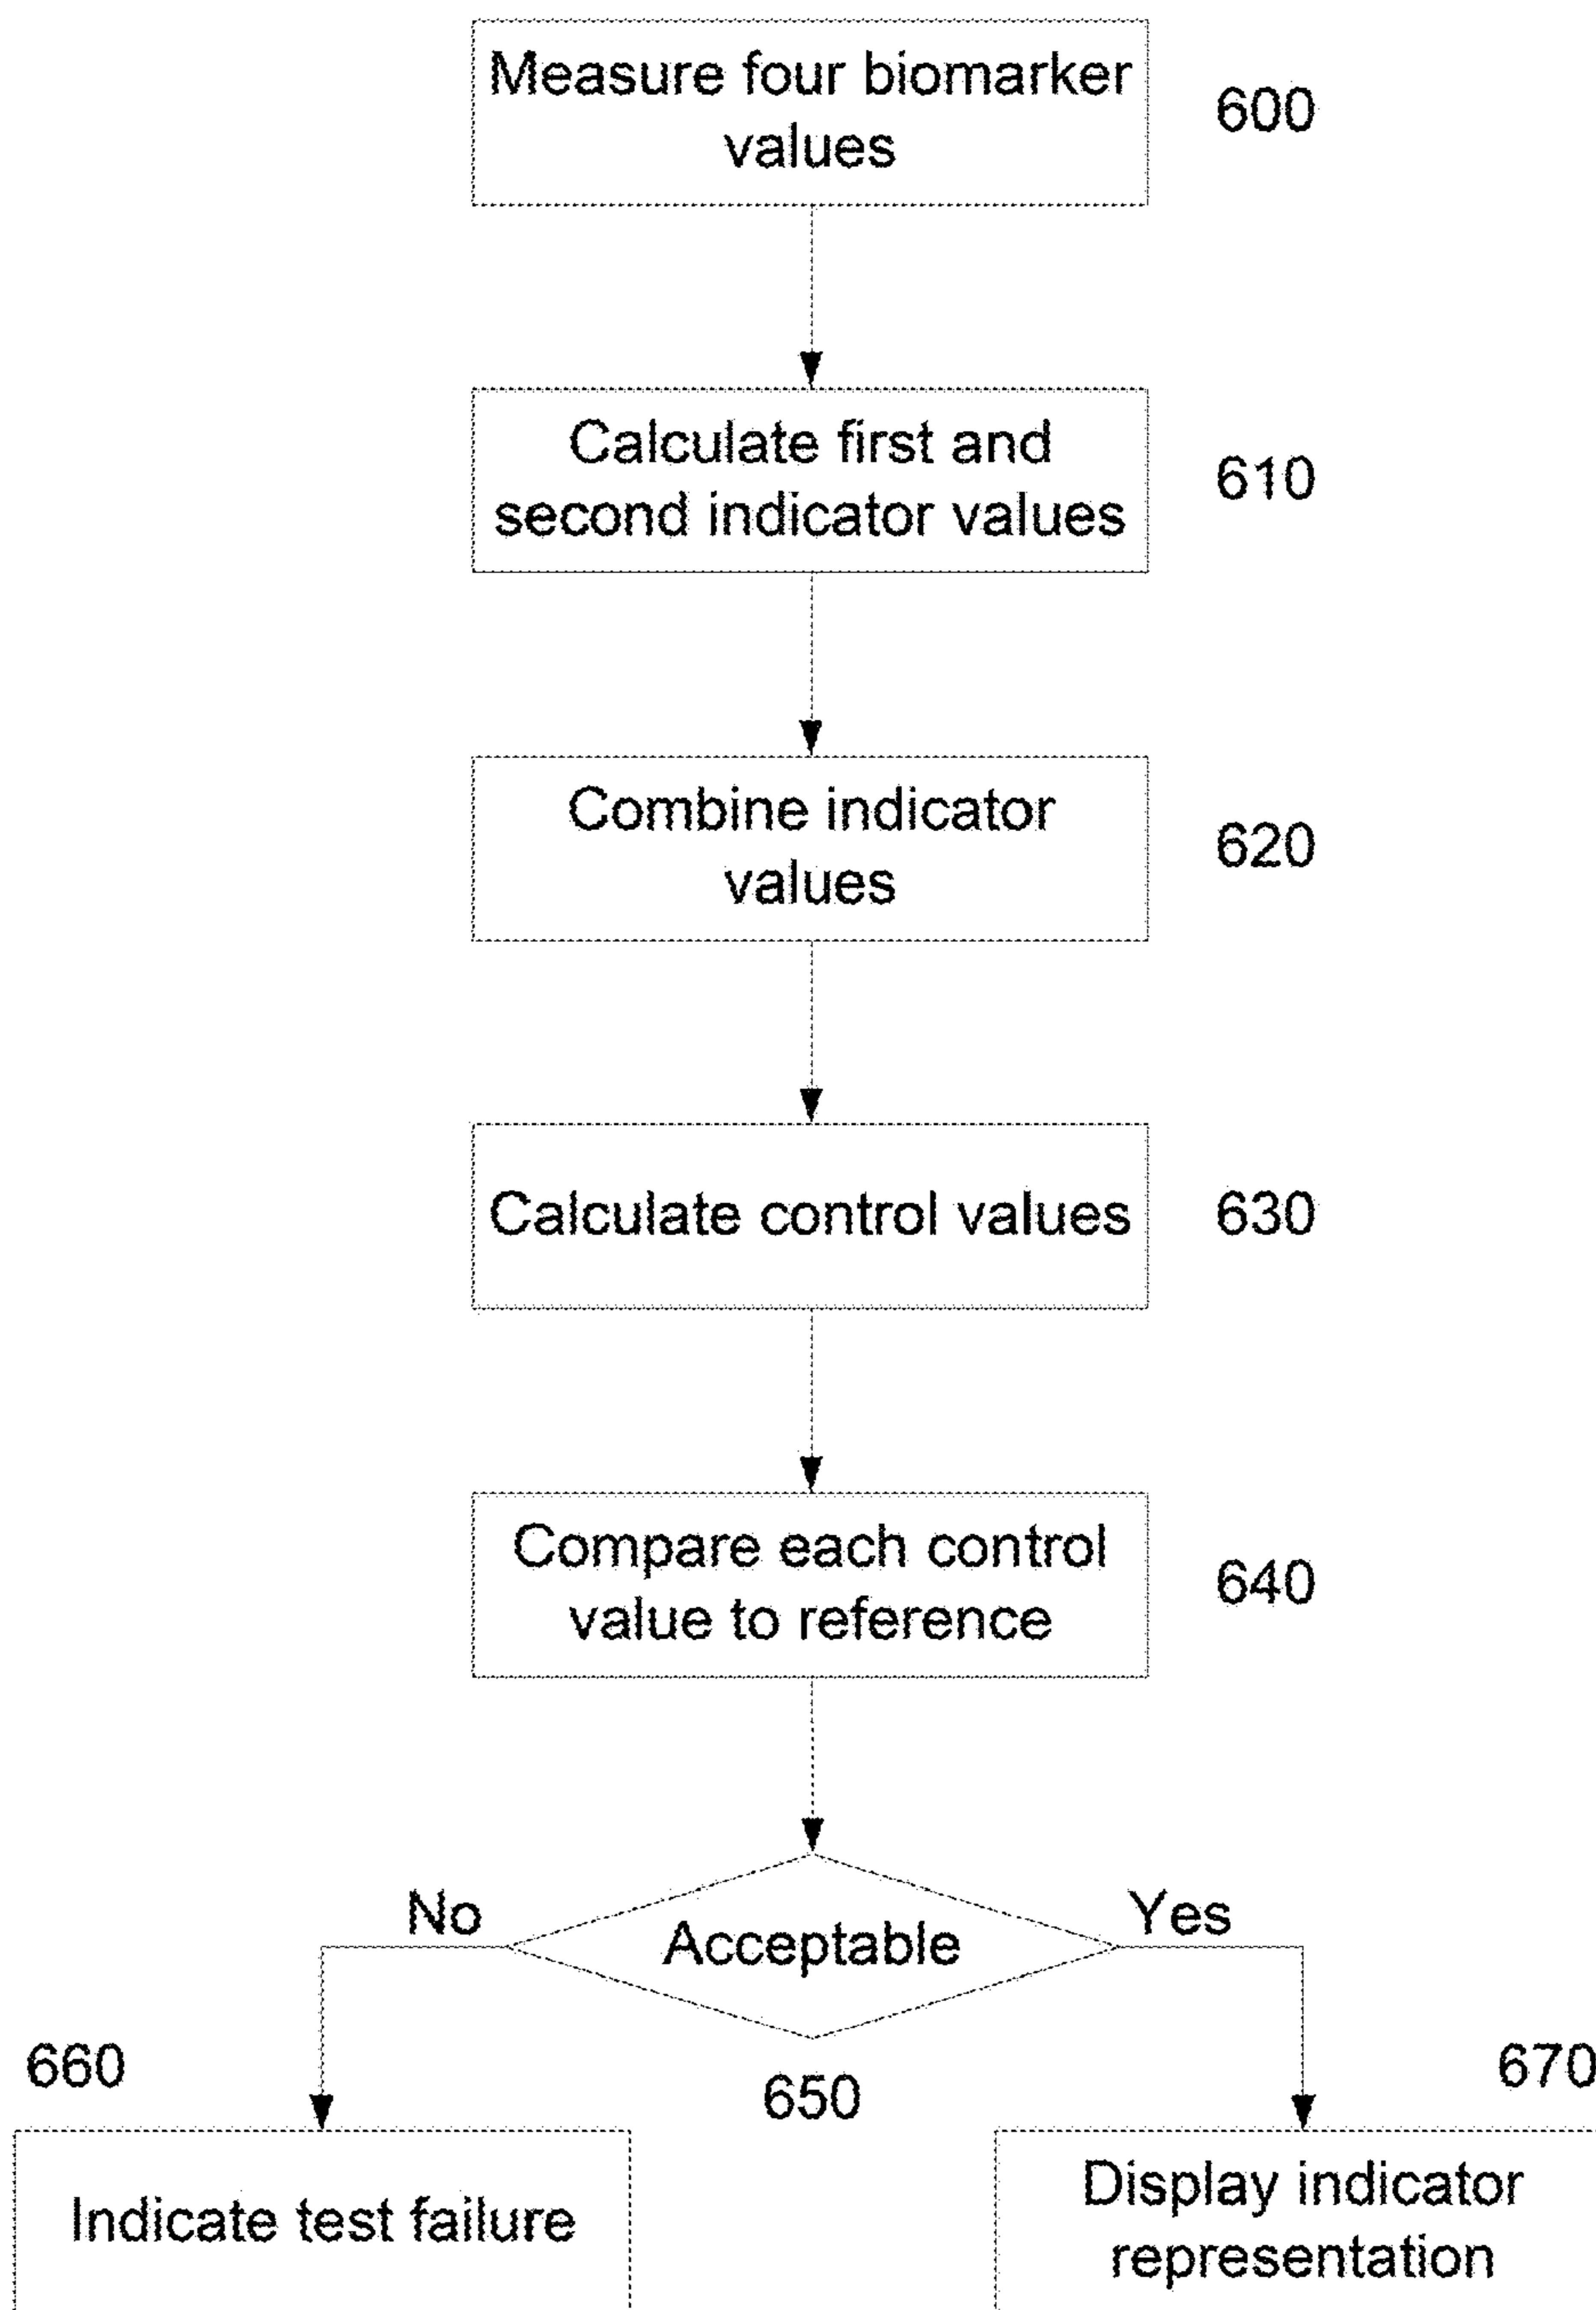 Measure four biomarker
values
600
Calculate first and
second indicator values
610
Combine indicator
values
620
Calculate control values
630
Compare each control
value to reference
640
No
Acceptable
Yes
660
650
670
Indicate test failure
Display indicator
representation